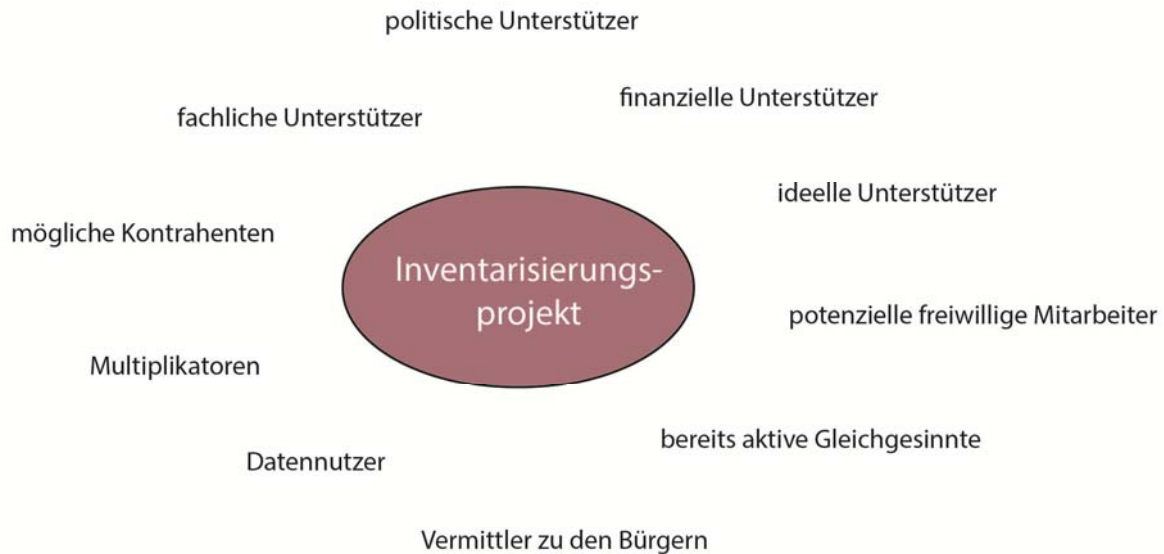 politische Unterstützer
finanzielle Unterstützer
fachliche Unterstützer
ideelle Unterstützer
mögliche Kontrahenten
Inventarisierungs-
projekt
potenzielle freiwillige Mitarbeiter
Multiplikatoren
bereits aktive Gleichgesinnte
Datennutzer
Vermittler zu den Bürgern